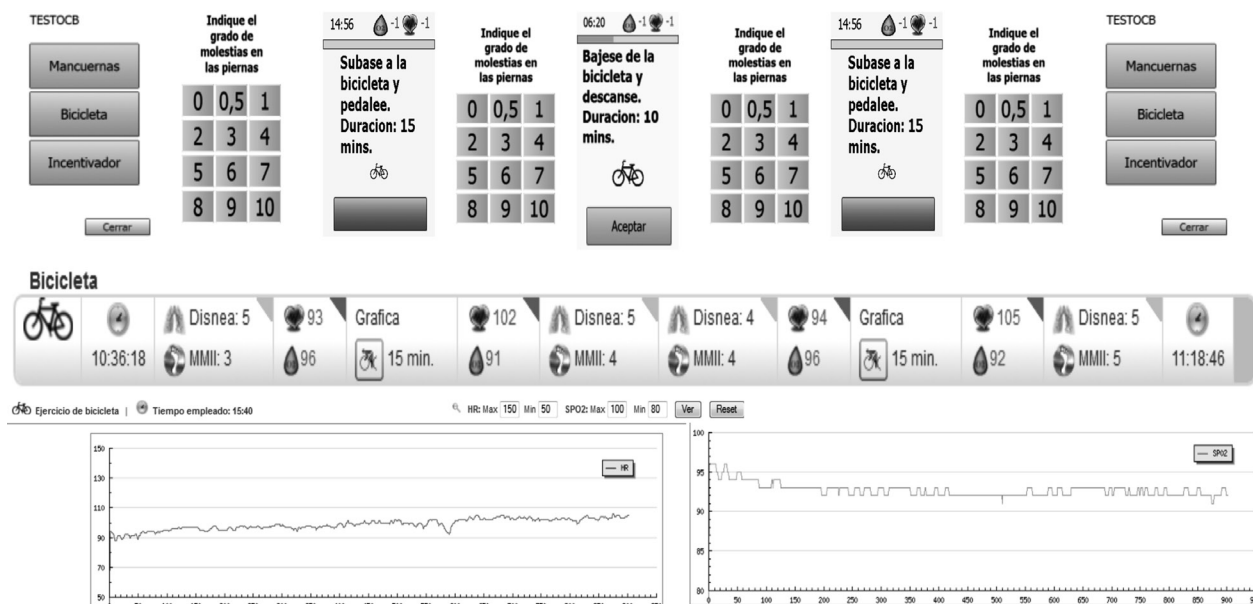 TESTOCB
Mancuernas
Bicicleta
Incentivador
Cerrar
Indique el
grado de
molestias en
las piernas
0 0,5 1
2 3 4
5 6 7
8 9 10
14:56 -1 -1
Subase a la
bicicleta y
pedalee.
Duracion: 15
mins.
Indique el
grado de
molestias en
las piernas
0 0,5 1
2 3 4
5 6 7
8 9 10
06:20 -1 -1
Bajese de la
bicicleta y
descanse.
Duracion: 10
mins.
Aceptar
Indique el
grado de
molestias en
las piernas
0 0,5 1
2 3 4
5 6 7
8 9 10
14:56 -1 -1
Subase a la
bicicleta y
pedalee.
Duracion: 15
mins.
Indique el
grado de
molestias en
las piernas
0 0,5 1
2 3 4
5 6 7
8 9 10
TESTOCB
Mancuernas
Bicicleta
Incentivador
Cerrar
Bicicleta
Disnea: 5 93 Grafica 102 Disnea: 5 Disnea: 4 94 Grafica 105 Disnea: 5
10:36:18 MMII: 3 96 15 min. 91 MMII: 4 MMII: 4 96 15 min. 92 MMII: 5 11:18:46
Ejercicio de bicicleta | Tiempo empleado: 15:40 HR: Max 150 Min 50 SPO2: Max 100 Min 80 Ver Reset
150
130
110
90
50
HR
100
95
90
85
80
SPO2
0 50 100 150 200 250 300 350 400 450 500 550 600 650 700 750 800 850 900